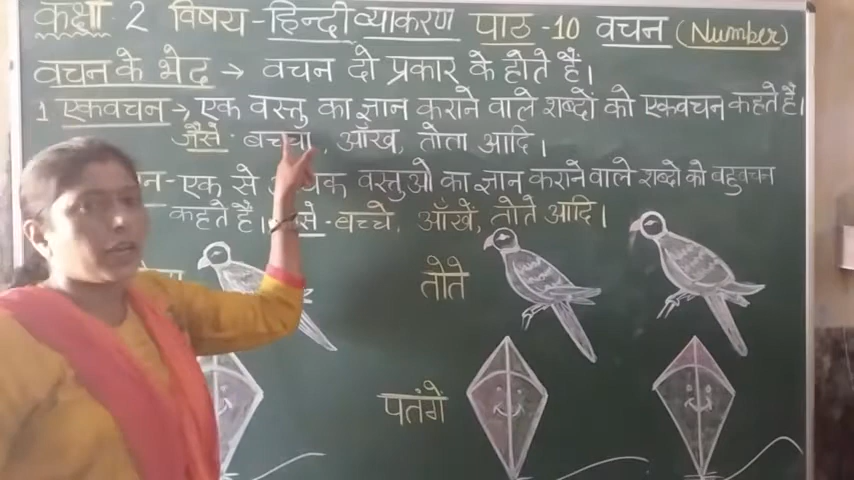 कक्षा 2 विषय-हिन्दी व्याकरण पाठ -10 वचन (Number)
वचन के भेद → वचन दो प्रकार के होते हैं।
1 एकवचन → एक वस्तु का ज्ञान कराने वाले शब्दों को एकवचन कहते हैं।
जैसे - बच्चा, आँख, तोता आदि।
-एक से वस्तुओ का ज्ञान कराने वाले शब्दो को बहुवचन
कहते हैं। - बच्चे, आँखें, तोते आदि।
तोते
पतंगें